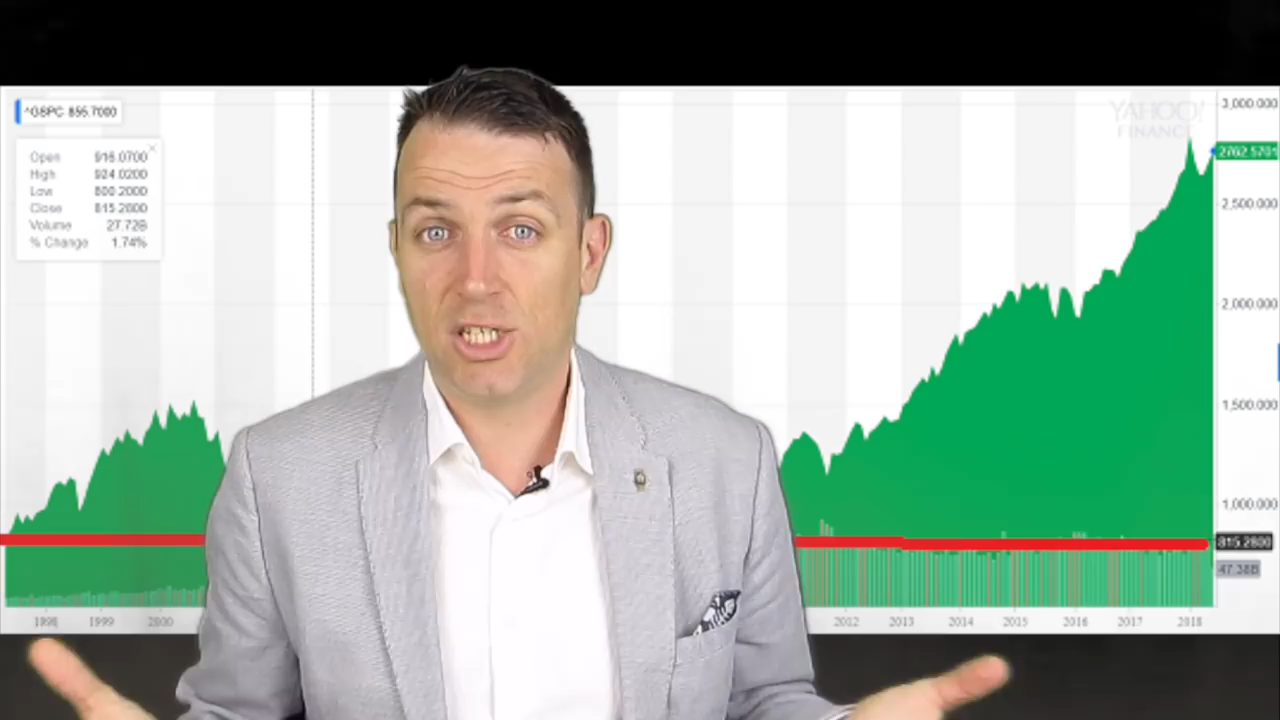 ^GSPC 855.7000
Open 916.0700
High 924.0200
Low 800.2000
Close 815.2800
Volume 27.72B
% Change 1.74%
YAHOO!
FINANCE
3,000.000
2762.5701
2,500.000
2,000.000
1,500.000
1,000.000
815.2800
47.38B
1998 1999 2000 2012 2013 2014 2015 2016 2017 2018